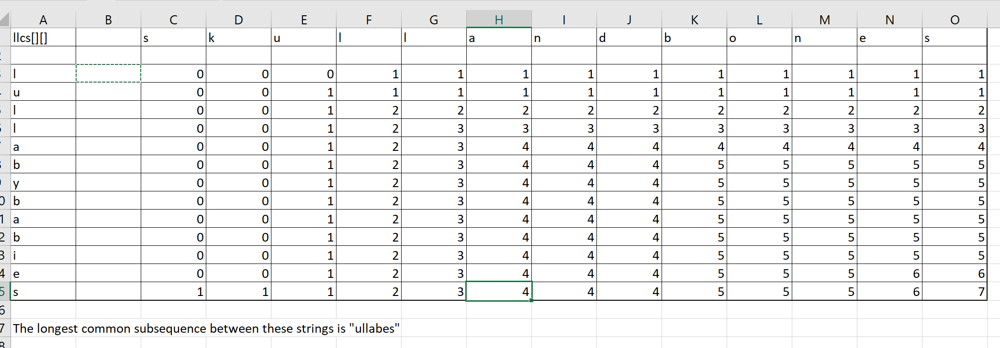 A B C D E F G H I J K L M N O
llcs[][] s k u l l a n d b o n e s
l 0 0 0 1 1 1 1 1 1 1 1 1 1
u 0 0 1 1 1 1 1 1 1 1 1 1 1
l 0 0 1 2 2 2 2 2 2 2 2 2 2
l 0 0 1 2 3 3 3 3 3 3 3 3 3
a 0 0 1 2 3 4 4 4 4 4 4 4 4
b 0 0 1 2 3 4 4 4 5 5 5 5 5
y 0 0 1 2 3 4 4 4 5 5 5 5 5
0 b 0 0 1 2 3 4 4 4 5 5 5 5 5
1 a 0 0 1 2 3 4 4 4 5 5 5 5 5
2 b 0 0 1 2 3 4 4 4 5 5 5 5 5
3 i 0 0 1 2 3 4 4 4 5 5 5 5 5
4 e 0 0 1 2 3 4 4 4 5 5 5 6 6
5 s 1 1 1 2 3 4 4 4 5 5 5 6 7
6
7 The longest common subsequence between these strings is "ullabes"
8